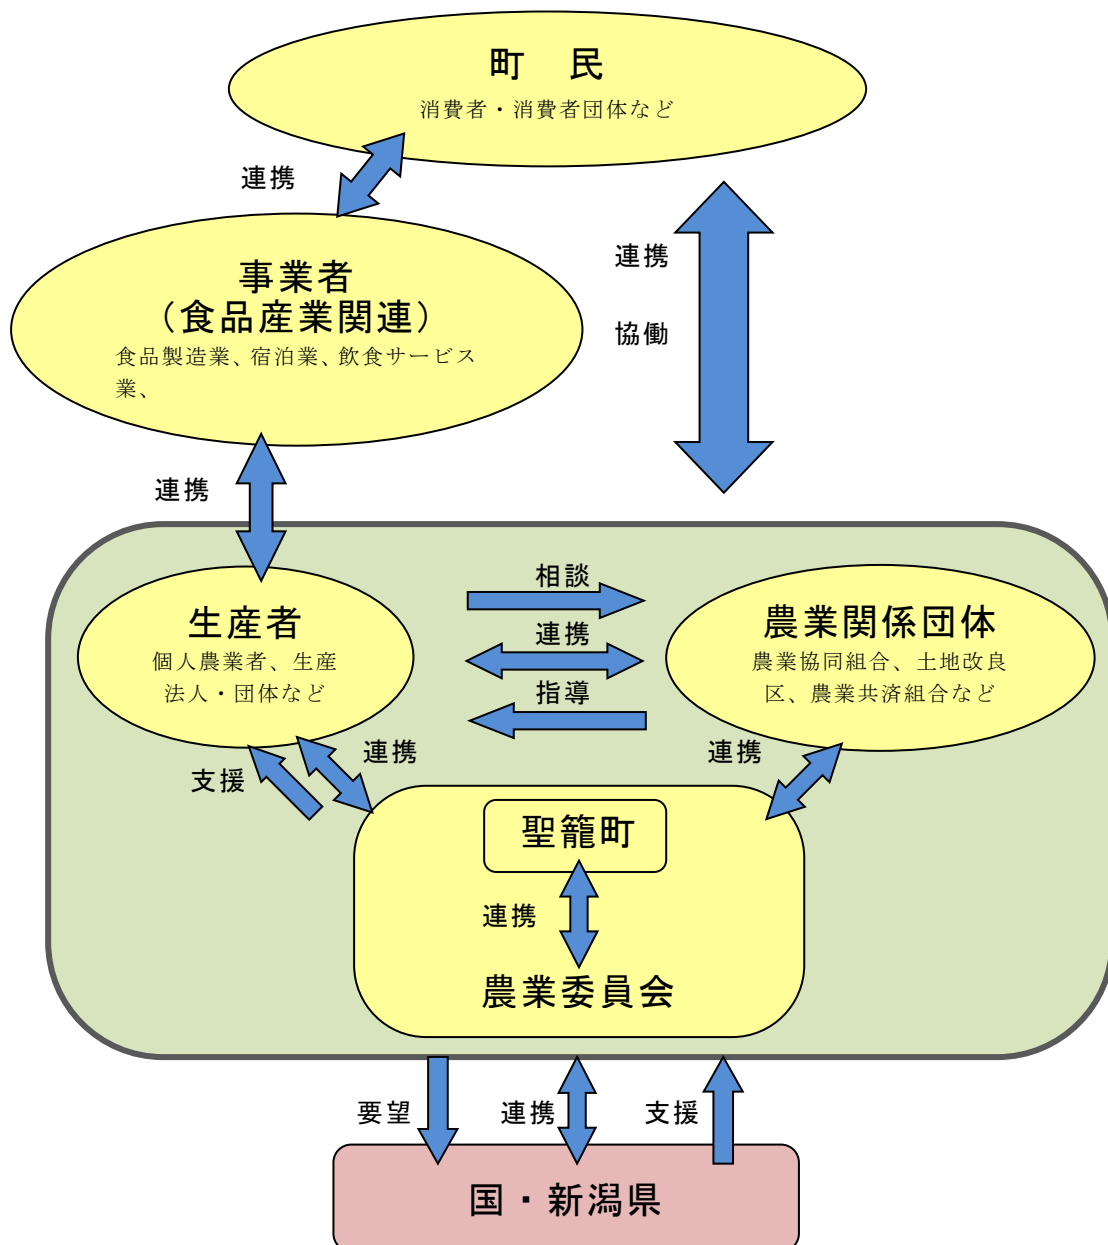 町　民
消費者・消費者団体など
連携
連携
協働
事業者
（食品産業関連）
食品製造業、宿泊業、飲食サービス
業、
連携
相談
連携
指導
生産者
個人農業者、生産
法人・団体など
農業関係団体
農業協同組合、土地改良
区、農業共済組合など
支援
連携
連携
聖籠町
連携
農業委員会
要望
連携
支援
国・新潟県